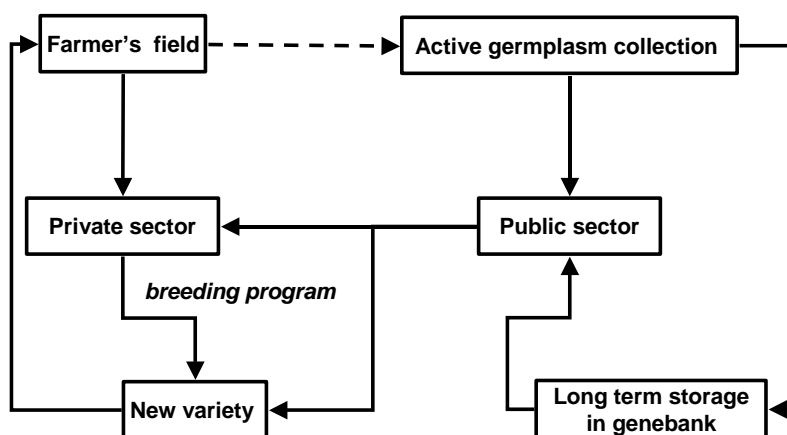 Farmer's field
Active germplasm collection
Private sector
Public sector
breeding program
New variety
Long term storage
in genebank